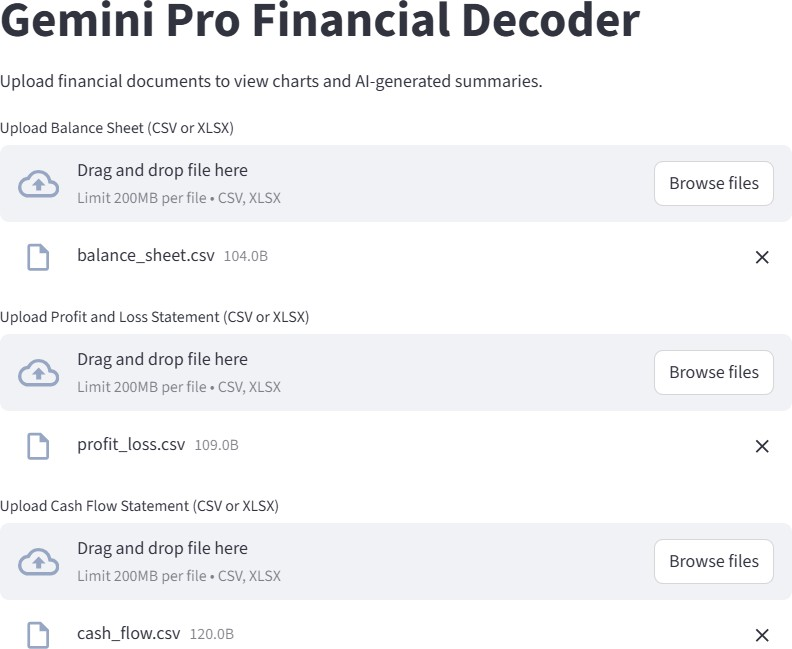 Gemini Pro Financial Decoder
Upload financial documents to view charts and AI-generated summaries.
Upload Balance Sheet (CSV or XLSX)
Drag and drop file here
Limit 200MB per file • CSV, XLSX
Browse files
balance_sheet.csv 104.0B
Upload Profit and Loss Statement (CSV or XLSX)
Drag and drop file here
Limit 200MB per file • CSV, XLSX
Browse files
profit_loss.csv 109.0B
Upload Cash Flow Statement (CSV or XLSX)
Drag and drop file here
Limit 200MB per file • CSV, XLSX
Browse files
cash_flow.csv 120.0B